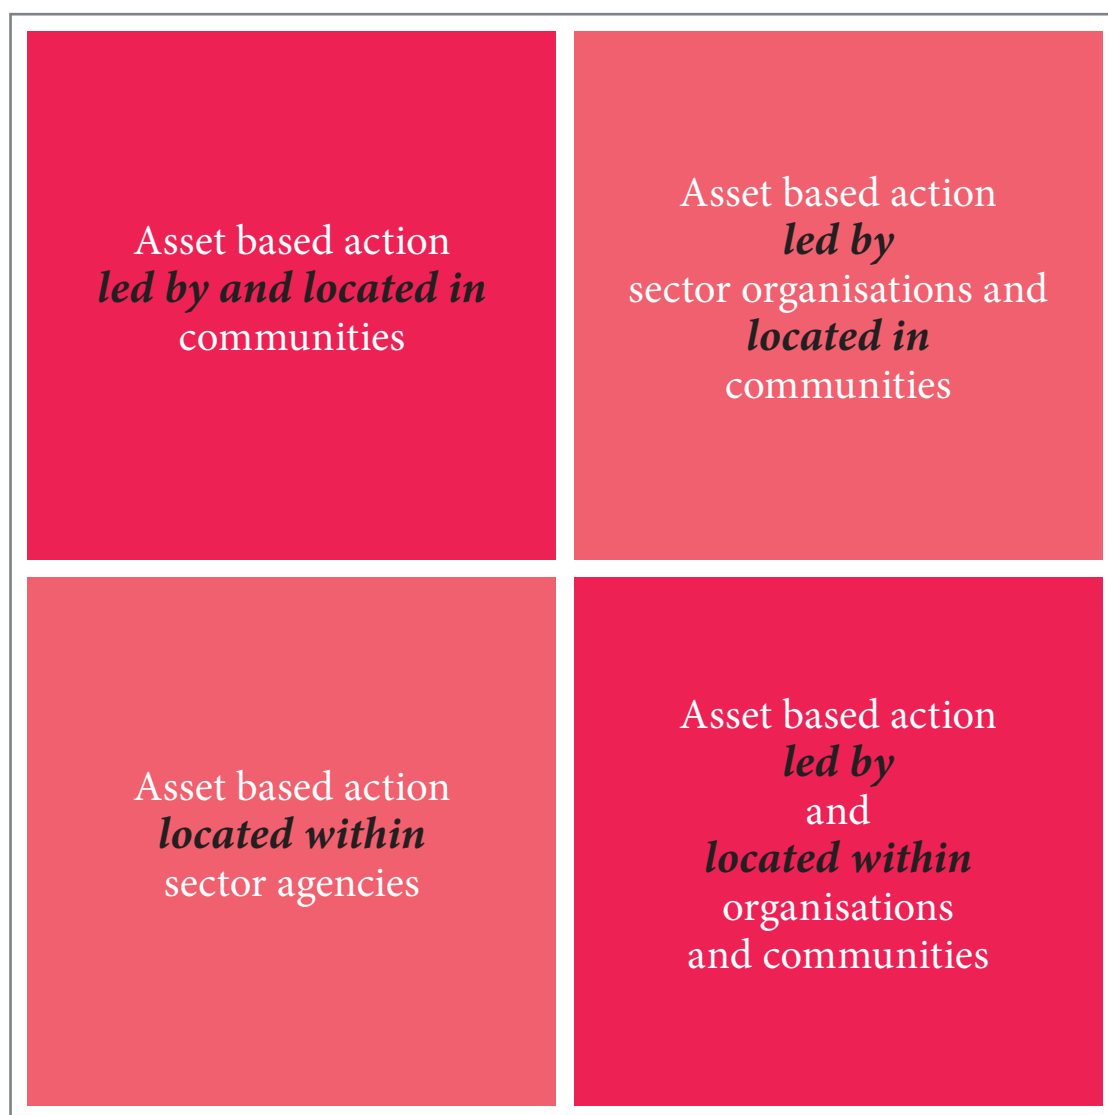 Asset based action
led by and located in
communities
Asset based action
led by
sector organisations and
located in
communities
Asset based action
located within
sector agencies
Asset based action
led by
and
located within
organisations
and communities